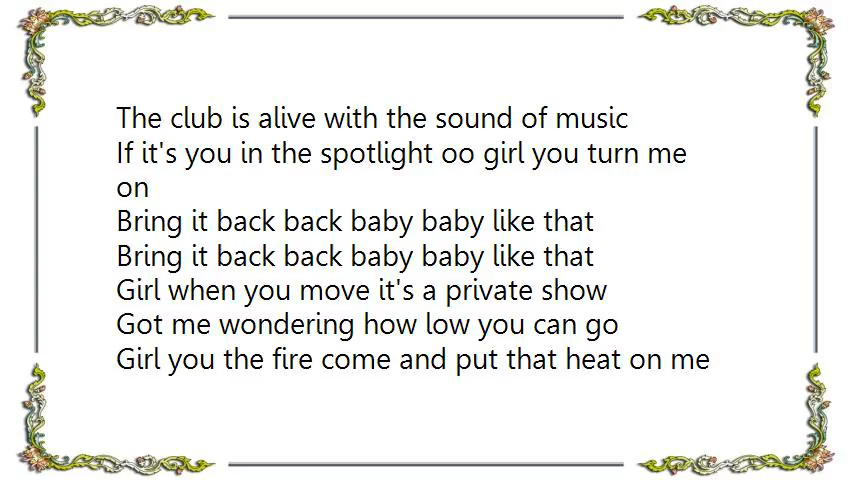 The club is alive with the sound of music
If it's you in the spotlight oo girl you turn me
on
Bring it back back baby baby like that
Bring it back back baby baby like that
Girl when you move it's a private show
Got me wondering how low you can go
Girl you the fire come and put that heat on me